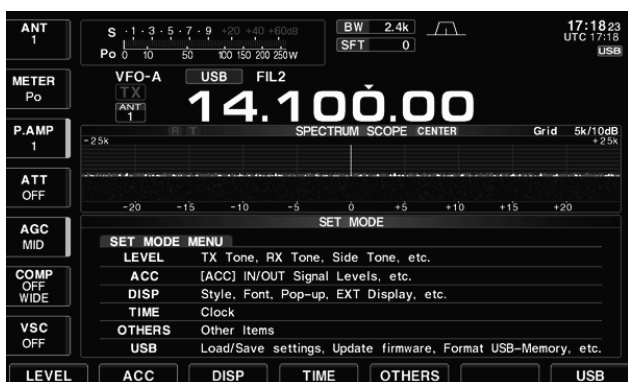 ANT
1
S 1 3 5 7 9 +20 +40 +60dB
Po 0 10 50 100 150 200 250W
BW 2.4k
SFT 0
17:18 23
UTC 17:18
USB
METER
Po
VFO-A USB FIL2
TX
ANT
1
14.100.00
P.AMP
1
R T SPECTRUM SCOPE CENTER Grid 5k/10dB
-25k +25k
ATT
OFF
-20 -15 -10 -5 0 +5 +10 +15 +20
AGC
MID
SET MODE
SET MODE MENU
LEVEL TX Tone, RX Tone, Side Tone, etc.
ACC [ACC] IN/OUT Signal Levels, etc.
DISP Style, Font, Pop-up, EXT Display, etc.
TIME Clock
OTHERS Other Items
USB Load/Save settings, Update firmware, Format USB-Memory, etc.
COMP
OFF
WIDE
VSC
OFF
LEVEL ACC DISP TIME OTHERS USB